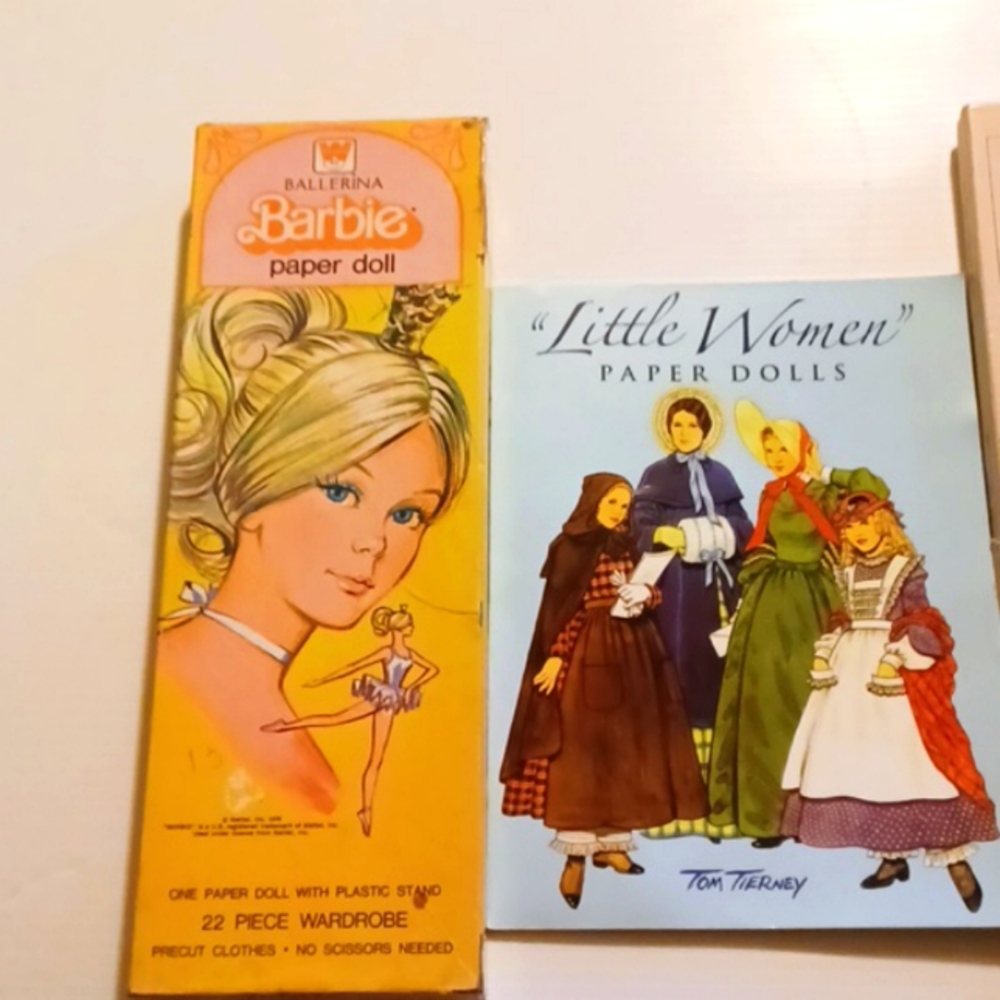 W
BALLERINA
Barbie
paper doll
ONE PAPER DOLL WITH PLASTIC STAND
22 PIECE WARDROBE
PRECUT CLOTHES • NO SCISSORS NEEDED
"Little Women"
PAPER DOLLS
TOM TIERNEY